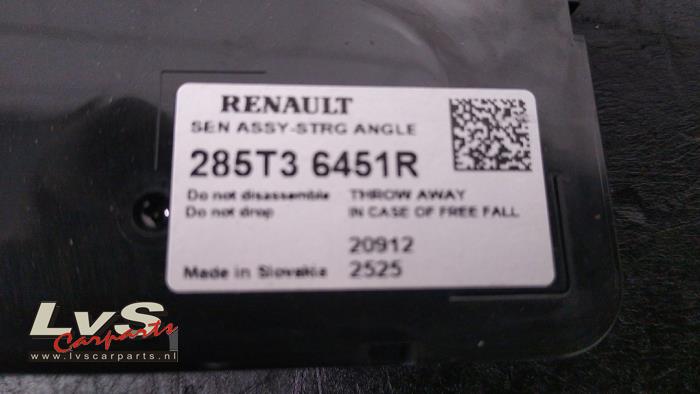 RENAULT
SEN ASSY-STRG ANGLE
285T3 6451R
Do not disassemble THROW AWAY
Do not drop IN CASE OF FREE FALL
20912
Made in Slovakia 2525
LvS
Carparts
www.lvscarparts.nl